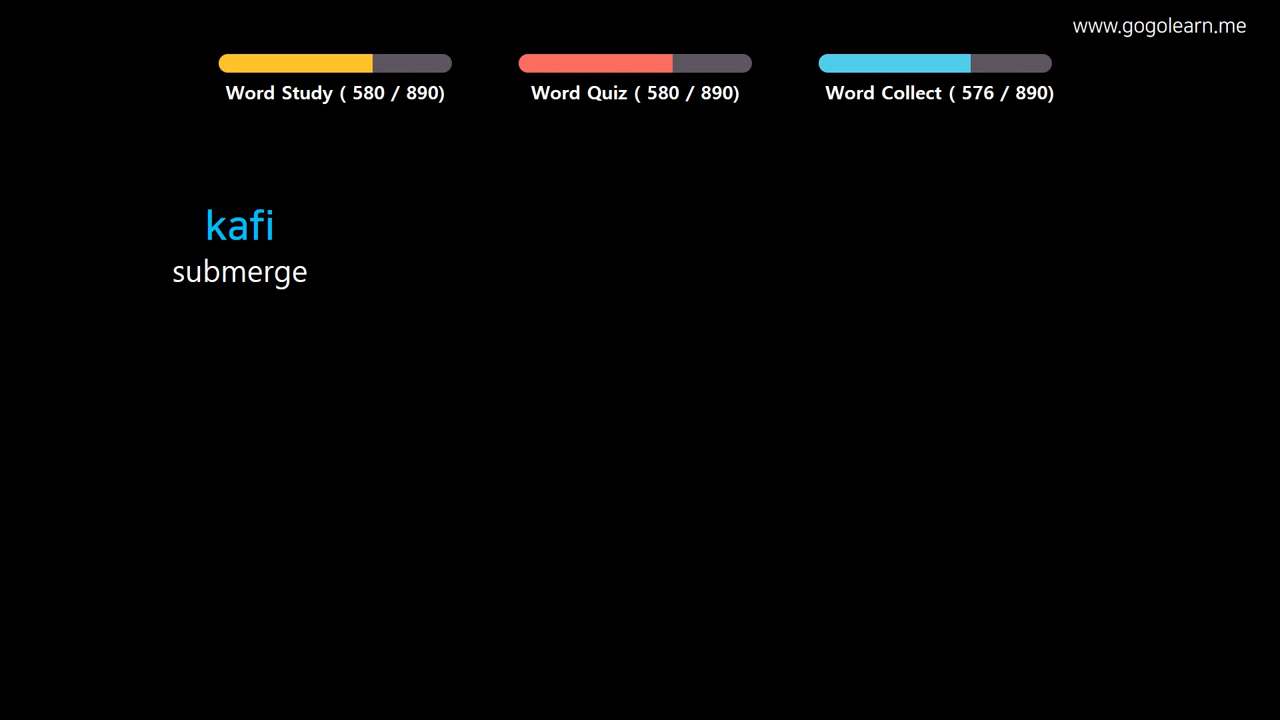 www.gogolearn.me
Word Study ( 580 / 890)
Word Quiz ( 580 / 890)
Word Collect ( 576 / 890)
kafi
submerge